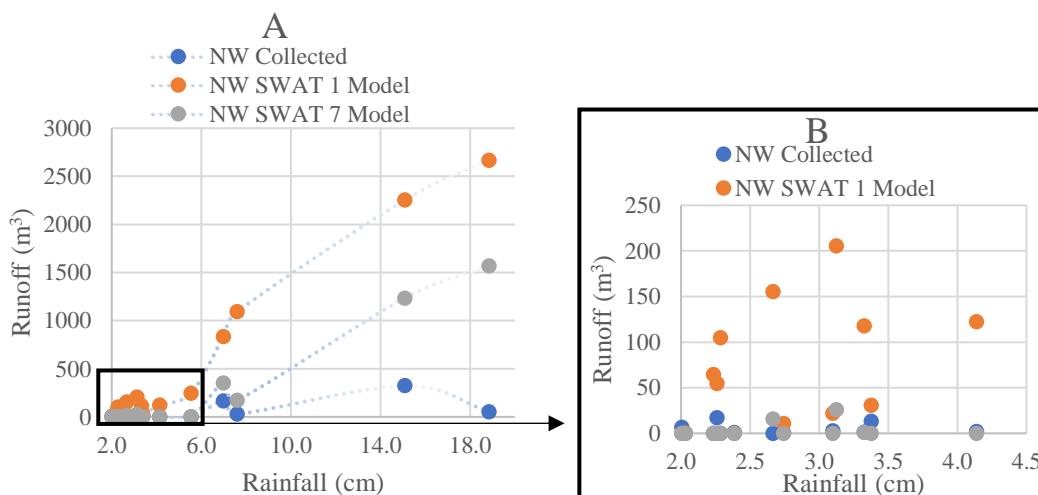 A
NW Collected
NW SWAT 1 Model
NW SWAT 7 Model
3000
2500
2000
1500
1000
500
0
2.0 6.0 10.0 14.0 18.0
Runoff (m³)
Rainfall (cm)
B
NW Collected
NW SWAT 1 Model
250
200
150
100
50
0
2.0 2.5 3.0 3.5 4.0 4.5
Runoff (m³)
Rainfall (cm)